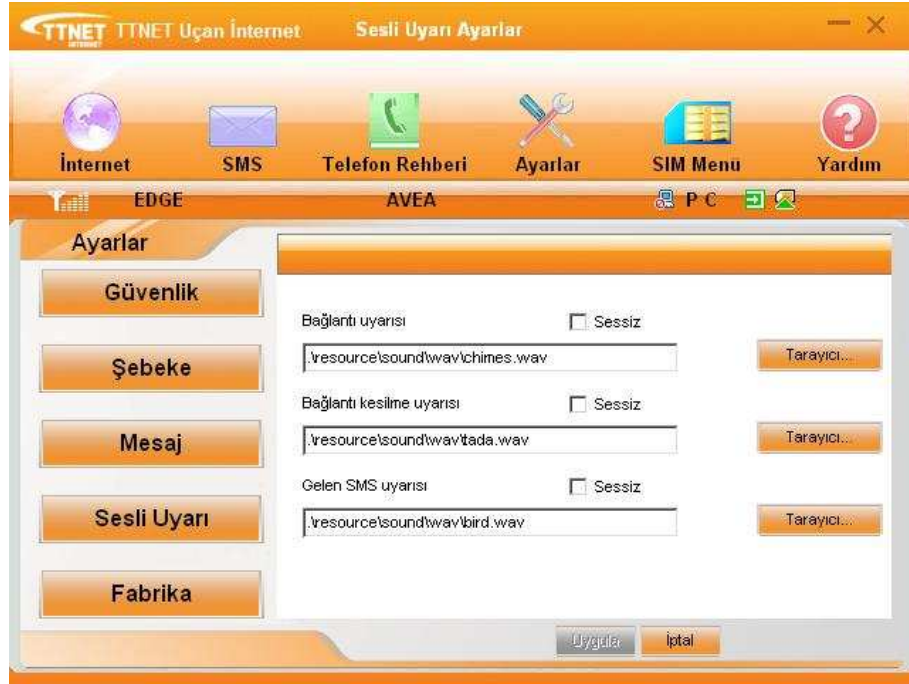 TTNET TTNET Uçan İnternet Sesli Uyarı Ayarlar
İNTERNET
İnternet SMS Telefon Rehberi Ayarlar SIM Menü Yardım
EDGE AVEA P C
Ayarlar
Güvenlik
Şebeke
Mesaj
Sesli Uyarı
Fabrika
Bağlantı uyarısı Sessiz
.\resource\sound\wav\chimes.wav Tarayıcı...
Bağlantı kesilme uyarısı Sessiz
.\resource\sound\wav\tada.wav Tarayıcı...
Gelen SMS uyarısı Sessiz
.\resource\sound\wav\bird.wav Tarayıcı...
Uygula İptal